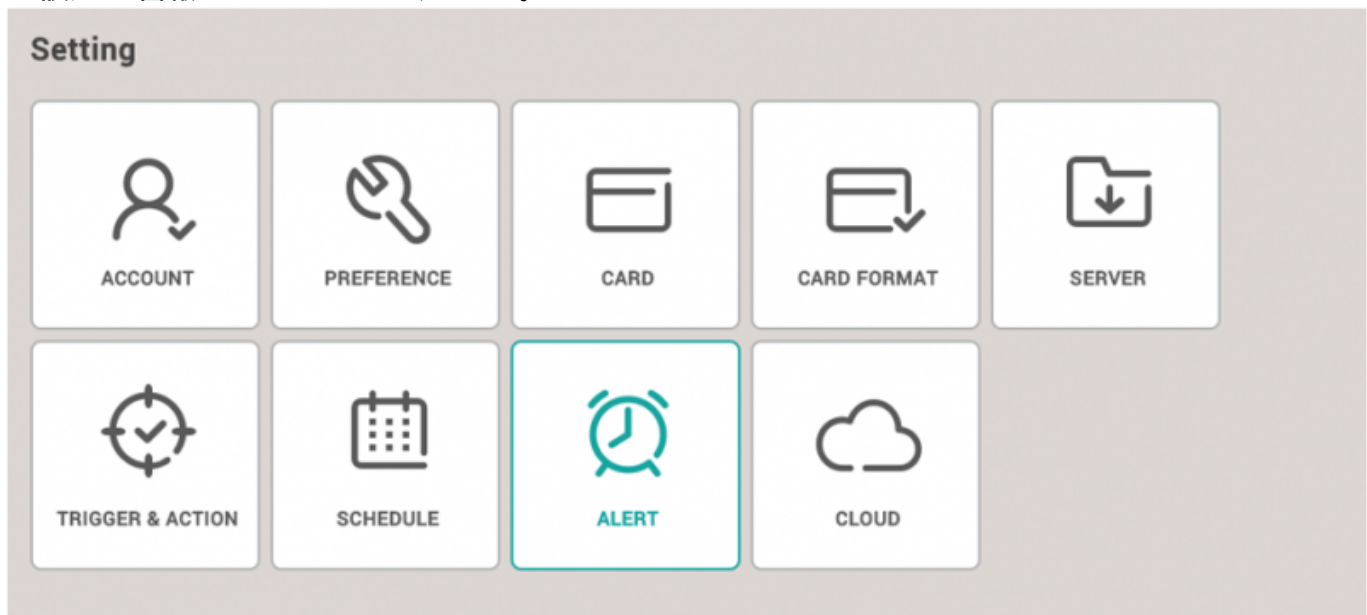 Setting
ACCOUNT
PREFERENCE
CARD
CARD FORMAT
SERVER
TRIGGER & ACTION
SCHEDULE
ALERT
CLOUD